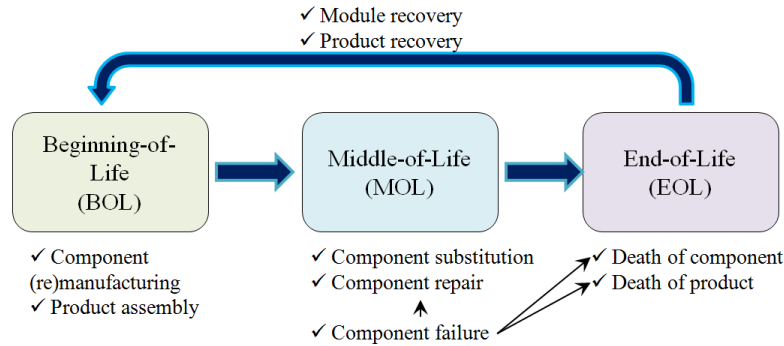 ✓ Module recovery
✓ Product recovery
Beginning-of-
Life
(BOL)
Middle-of-Life
(MOL)
End-of-Life
(EOL)
✓ Component
(re)manufacturing
✓ Product assembly
✓ Component substitution
✓ Component repair
✓ Component failure
✓ Death of component
✓ Death of product